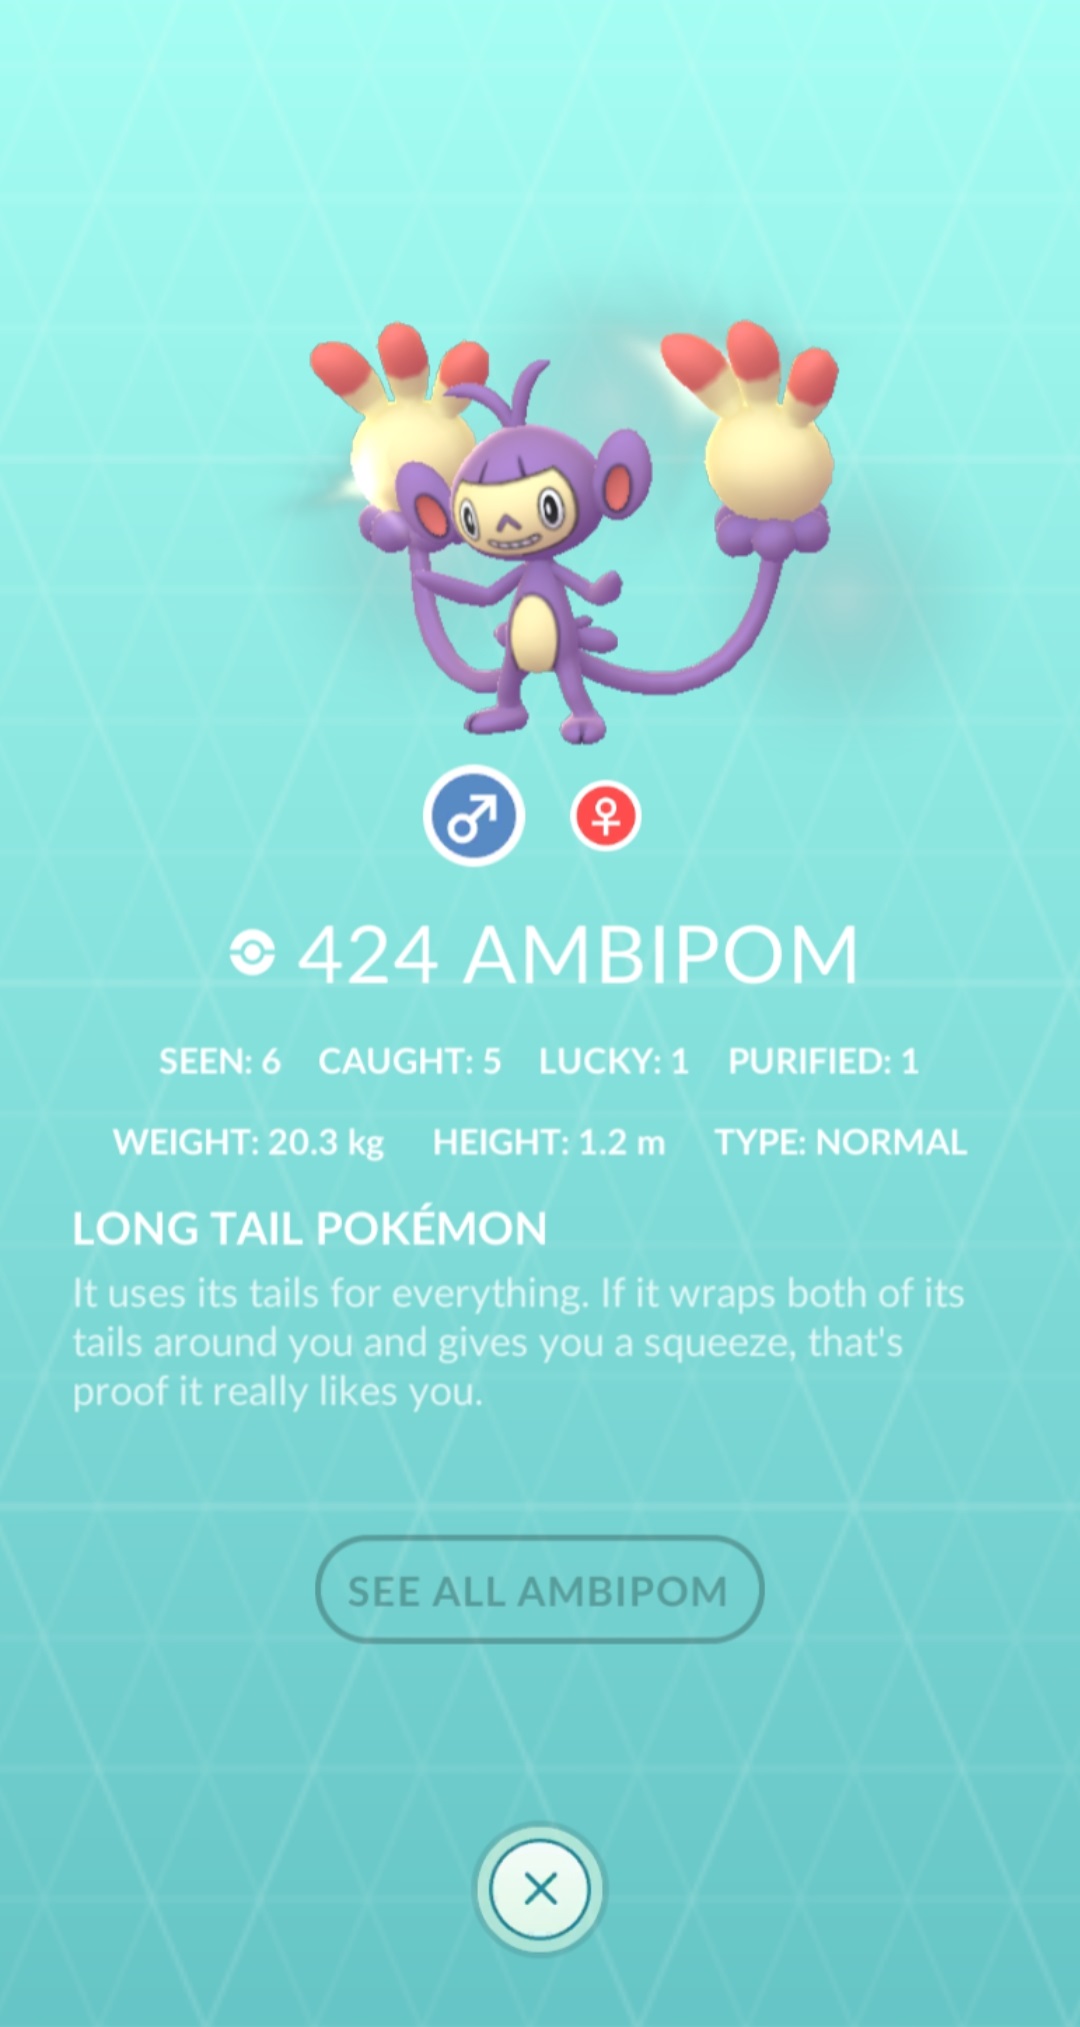 424 AMBIPOM
SEEN: 6 CAUGHT: 5 LUCKY: 1 PURIFIED: 1
WEIGHT: 20.3 kg HEIGHT: 1.2 m TYPE: NORMAL
LONG TAIL POKÉMON
It uses its tails for everything. If it wraps both of its
tails around you and gives you a squeeze, that's
proof it really likes you.
SEE ALL AMBIPOM